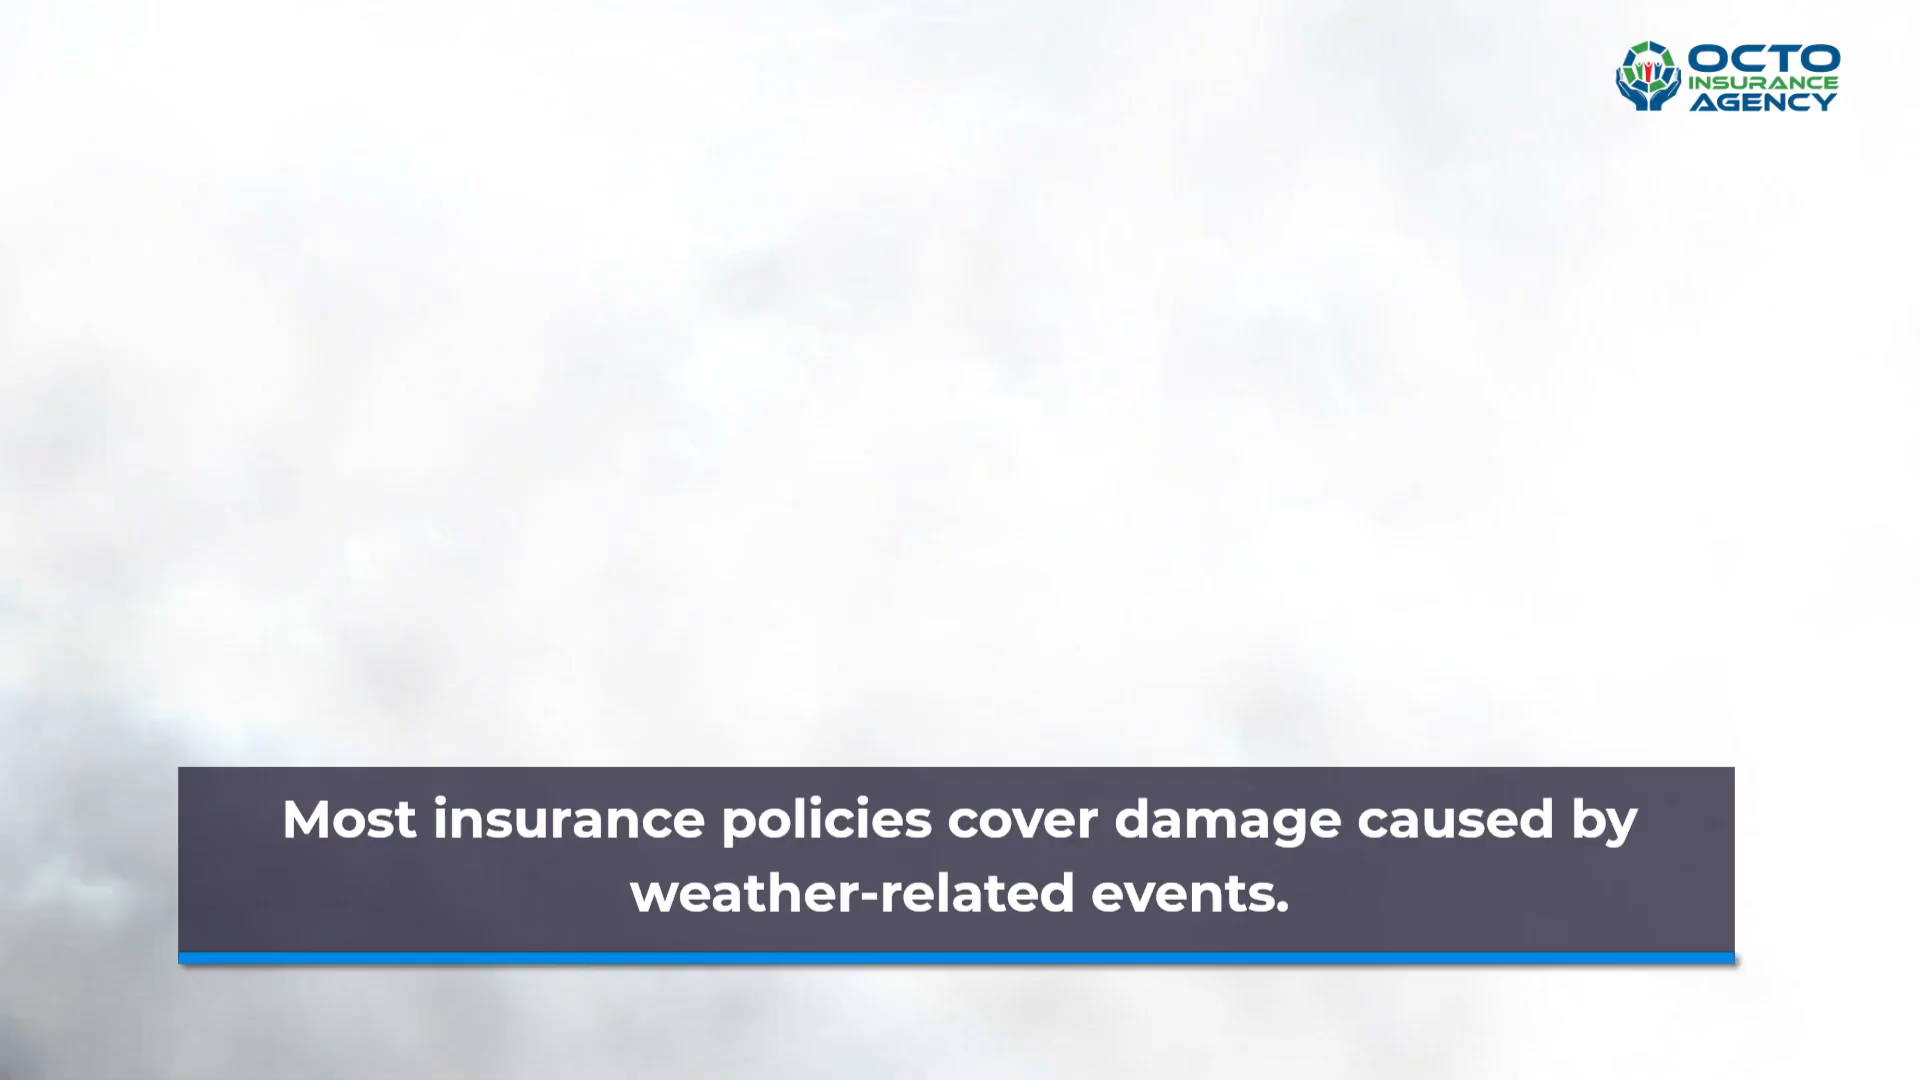 OCTO
INSURANCE
AGENCY
Most insurance policies cover damage caused by
weather-related events.